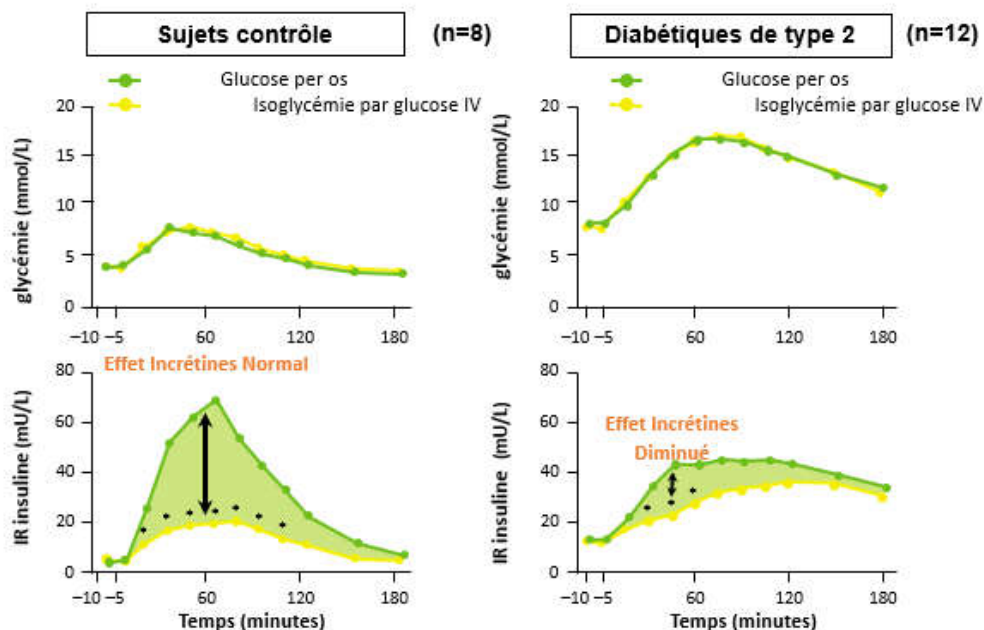 Sujets contrôle (n=8)
Glucose per os
Isoglycémie par glucose IV
glycémie (mmol/L)
20
15
10
5
0
–10 –5 60 120 180
Effet Incrétines Normal
IR insuline (mU/L)
80
60
40
20
0
–10 –5 60 120 180
Temps (minutes)
Diabétiques de type 2 (n=12)
Glucose per os
Isoglycémie par glucose IV
glycémie (mmol/L)
20
15
10
5
0
–10 –5 60 120 180
IR insuline (mU/L)
80
60
40
20
0
Effet Incrétines
Diminué
–10 –5 60 120 180
Temps (minutes)